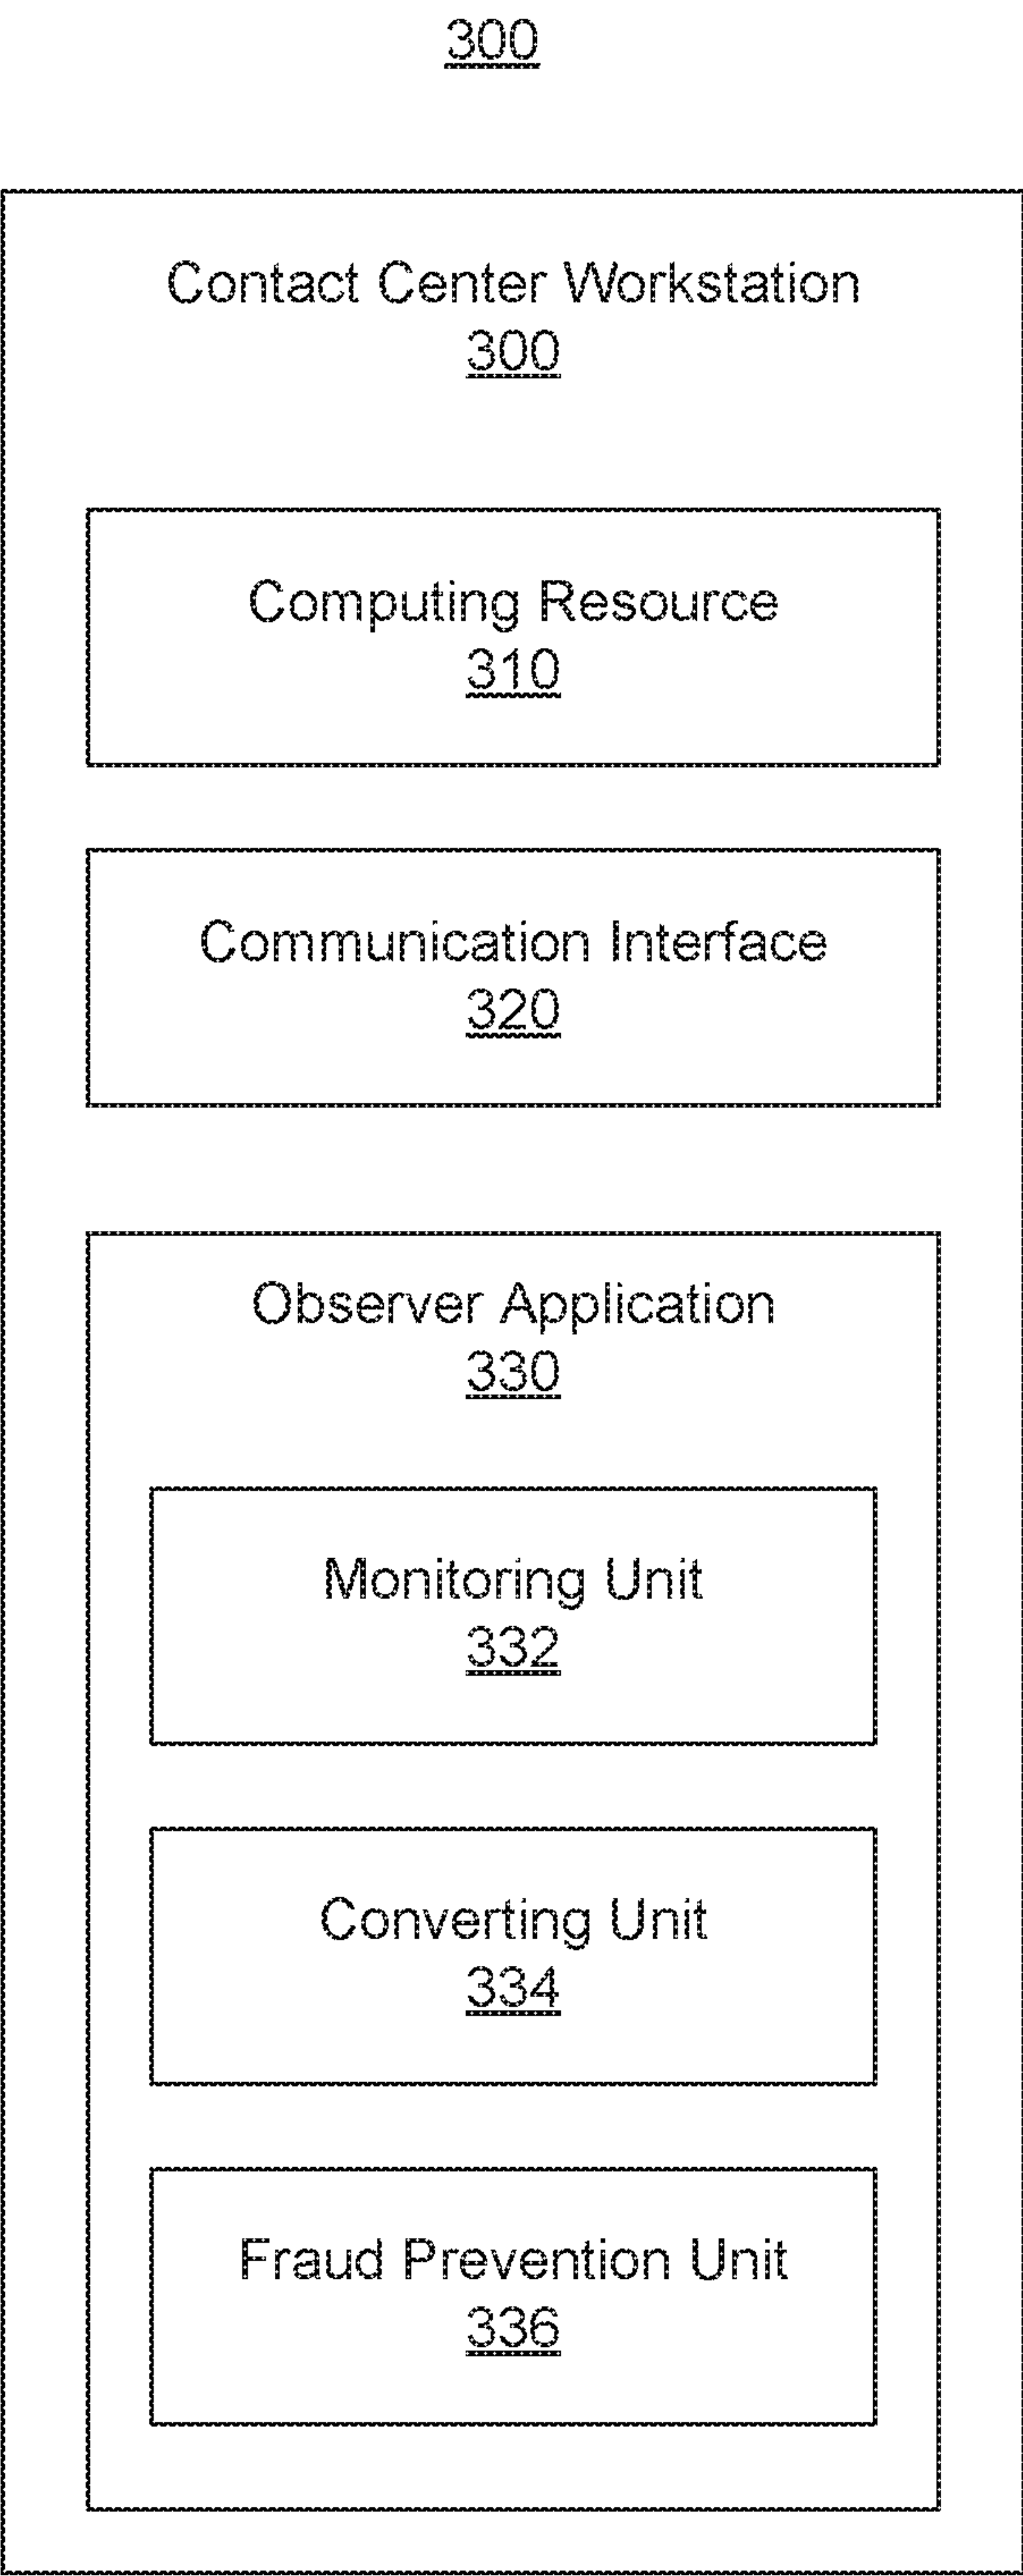 300
Contact Center Workstation
300
Computing Resource
310
Communication Interface
320
Observer Application
330
Monitoring Unit
332
Converting Unit
334
Fraud Prevention Unit
336